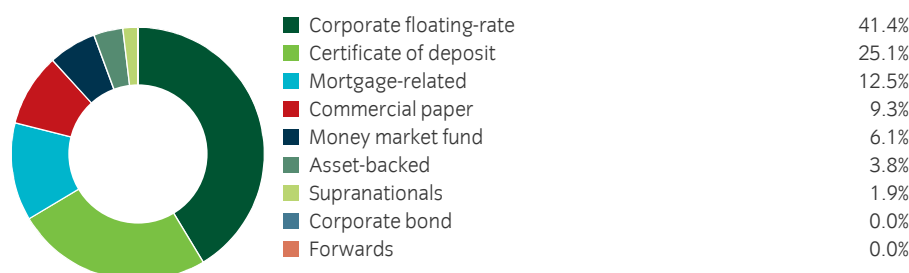 Corporate floating-rate 41.4%
Certificate of deposit 25.1%
Mortgage-related 12.5%
Commercial paper 9.3%
Money market fund 6.1%
Asset-backed 3.8%
Supranationals 1.9%
Corporate bond 0.0%
Forwards 0.0%